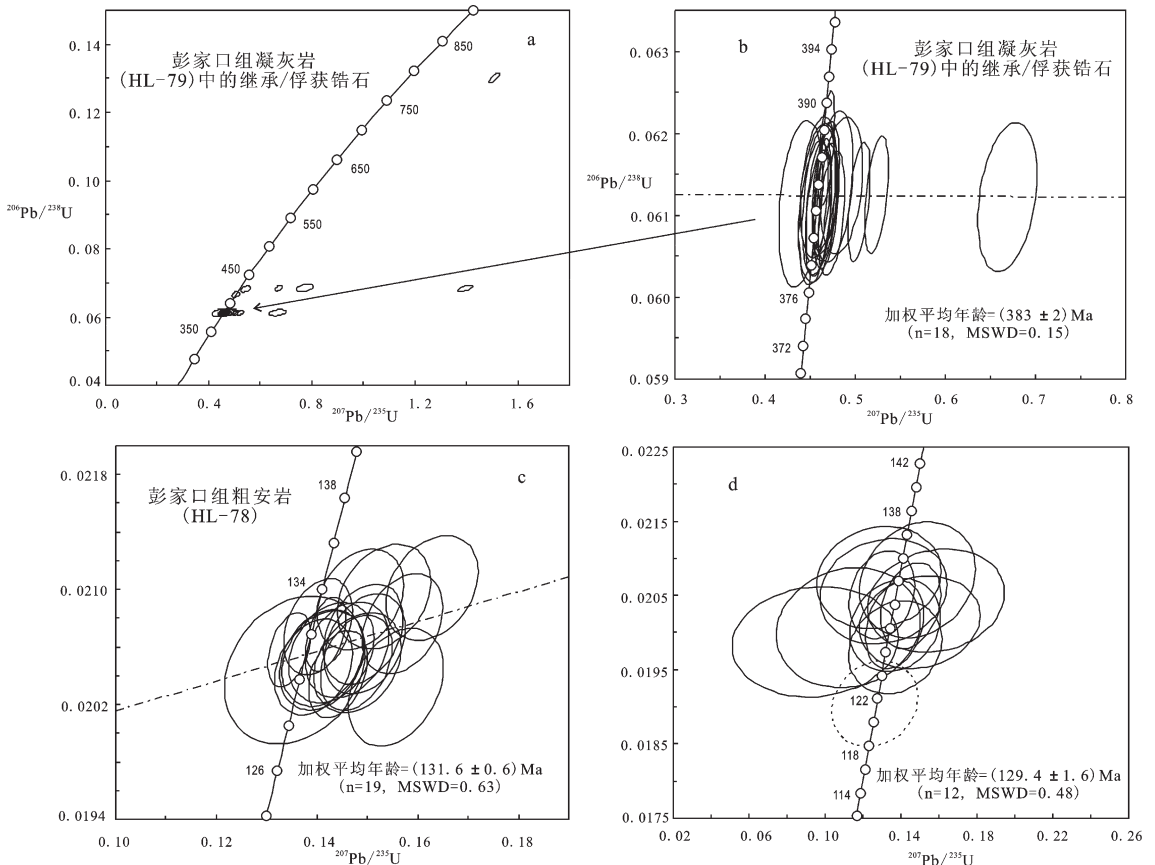 a
彭家口组凝灰岩
(HL-79)中的继承/俘获锆石
0.14
0.12
0.10
0.08
0.06
0.04
206Pb/238U
850
750
650
550
450
350
0.0
0.4
0.8
1.2
1.6
207Pb/235U
b
彭家口组凝灰岩
(HL-79)中的继承/俘获锆石
0.063
0.062
0.061
0.060
0.059
206Pb/238U
394
390
376
372
加权平均年龄=(383 ±2)Ma
(n=18, MSWD=0.15)
0.3
0.4
0.5
0.6
0.7
0.8
207Pb/235U
c
彭家口组粗安岩
(HL-78)
0.0218
0.0210
0.0202
0.0194
138
134
126
加权平均年龄=(131.6 ±0.6)Ma
(n=19, MSWD=0.63)
0.10
0.12
0.14
0.16
0.18
207Pb/235U
d
0.0225
0.0215
0.0205
0.0195
0.0185
0.0175
142
138
122
118
114
加权平均年龄=(129.4 ±1.6)Ma
(n=12, MSWD=0.48)
0.02
0.06
0.10
0.14
0.18
0.22
0.26
207Pb/235U